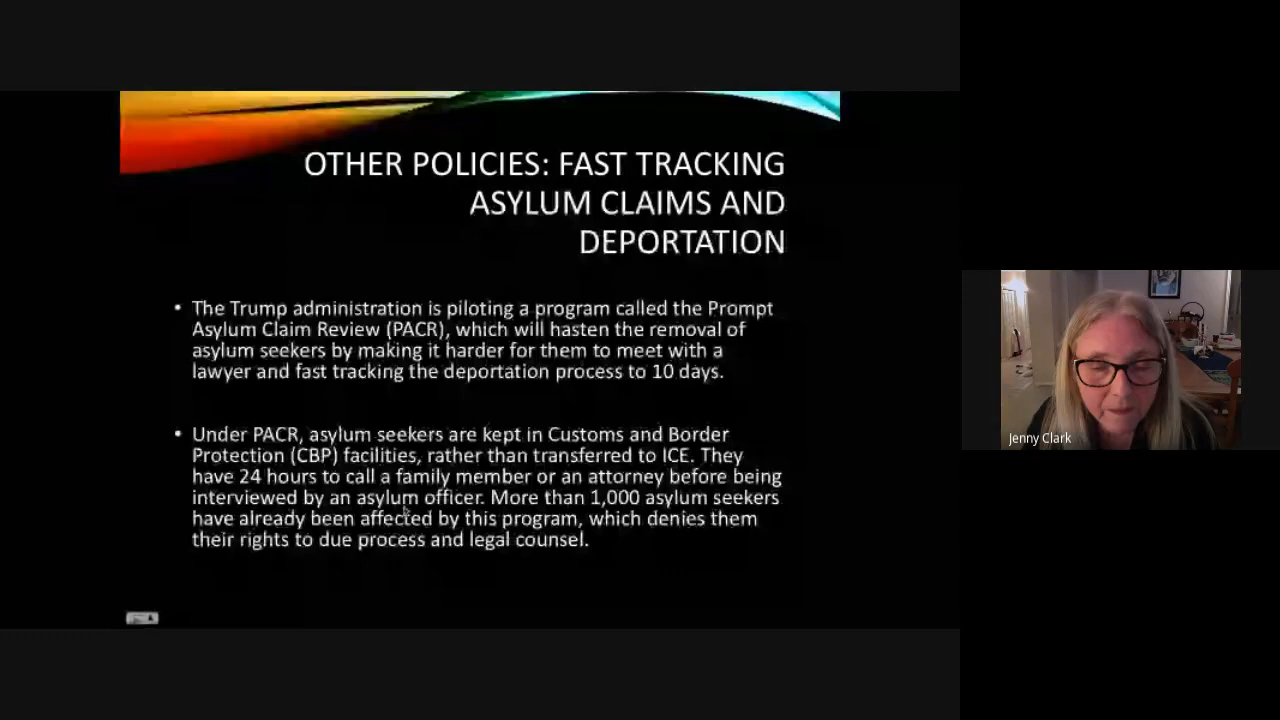 OTHER POLICIES: FAST TRACKING
ASYLUM CLAIMS AND
DEPORTATION
• The Trump administration is piloting a program called the Prompt
Asylum Claim Review (PACR), which will hasten the removal of
asylum seekers by making it harder for them to meet with a
lawyer and fast tracking the deportation process to 10 days.
• Under PACR, asylum seekers are kept in Customs and Border
Protection (CBP) facilities, rather than transferred to ICE. They
have 24 hours to call a family member or an attorney before being
interviewed by an asylum officer. More than 1,000 asylum seekers
have already been affected by this program, which denies them
their rights to due process and legal counsel.
Jenny Clark